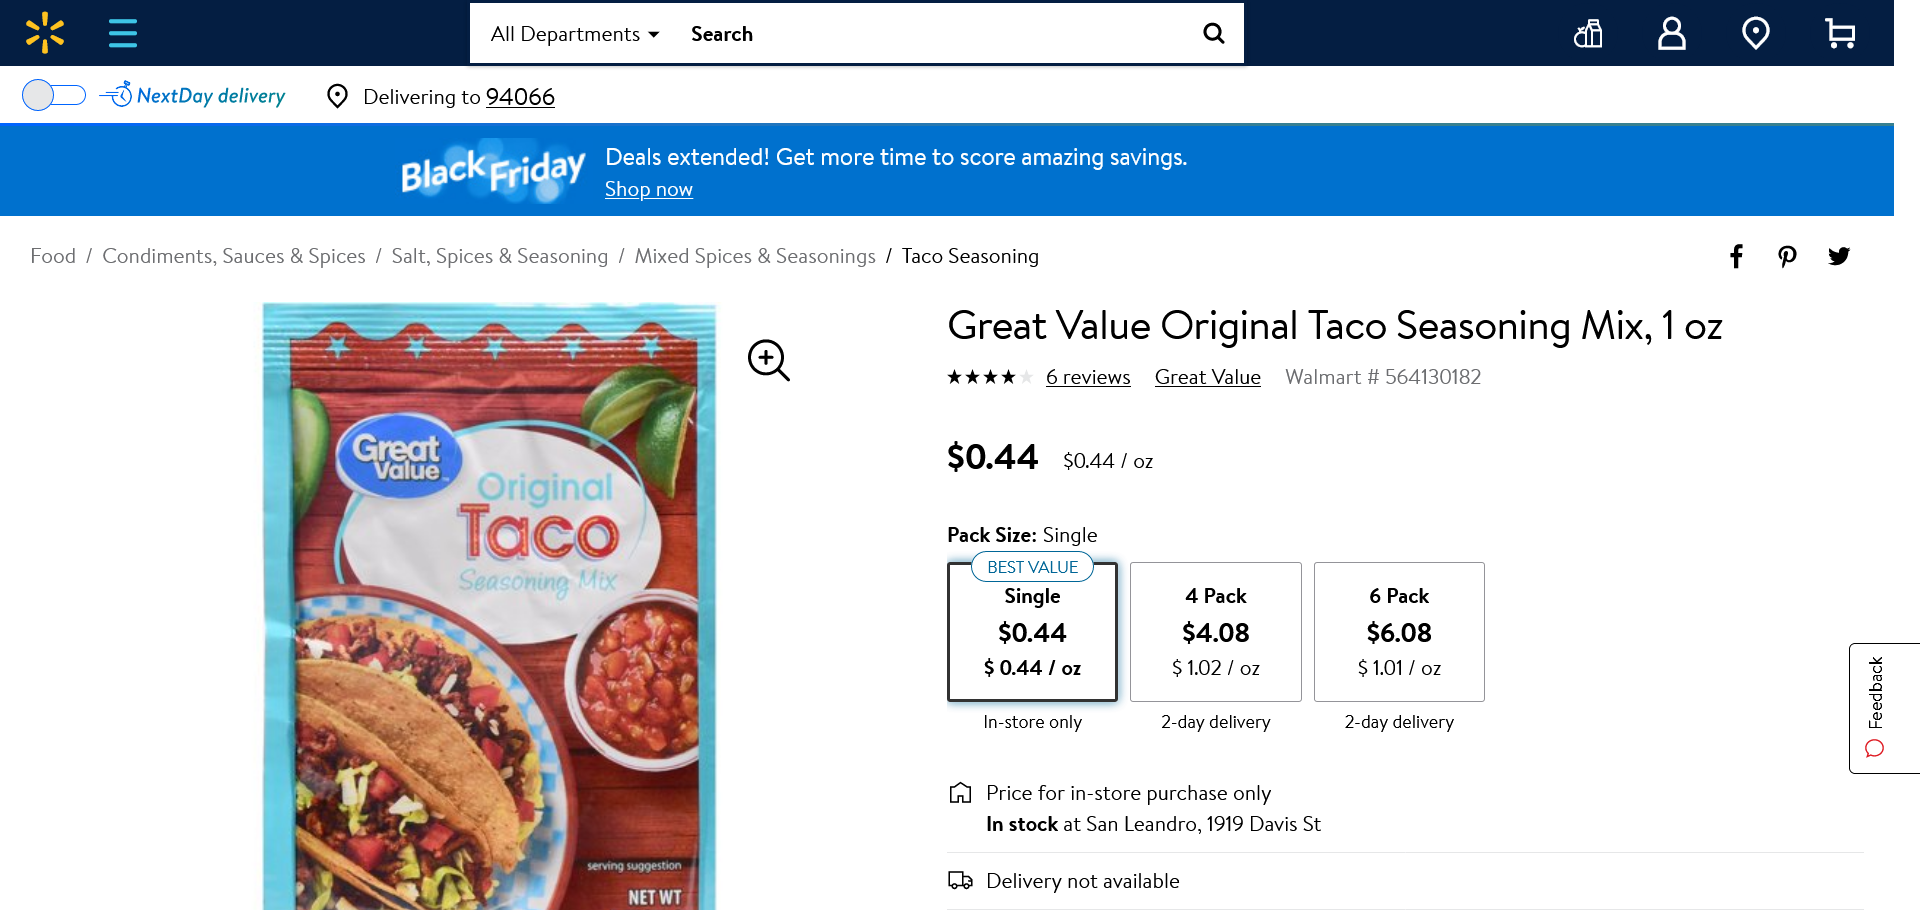 All Departments
Search
NextDay delivery
Delivering to 94066
Black Friday
Deals extended! Get more time to score amazing savings.
Shop now
Food / Condiments, Sauces & Spices / Salt, Spices & Seasoning / Mixed Spices & Seasonings / Taco Seasoning
Great Value
Original
Taco
Seasoning Mix
serving suggestion
NET WT
Great Value Original Taco Seasoning Mix, 1 oz
6 reviews Great Value Walmart # 564130182
$0.44 $0.44 / oz
Pack Size: Single
BEST VALUE
Single
$0.44
$ 0.44 / oz
In-store only
4 Pack
$4.08
$ 1.02 / oz
2-day delivery
6 Pack
$6.08
$ 1.01 / oz
2-day delivery
Price for in-store purchase only
In stock at San Leandro, 1919 Davis St
Delivery not available
Feedback